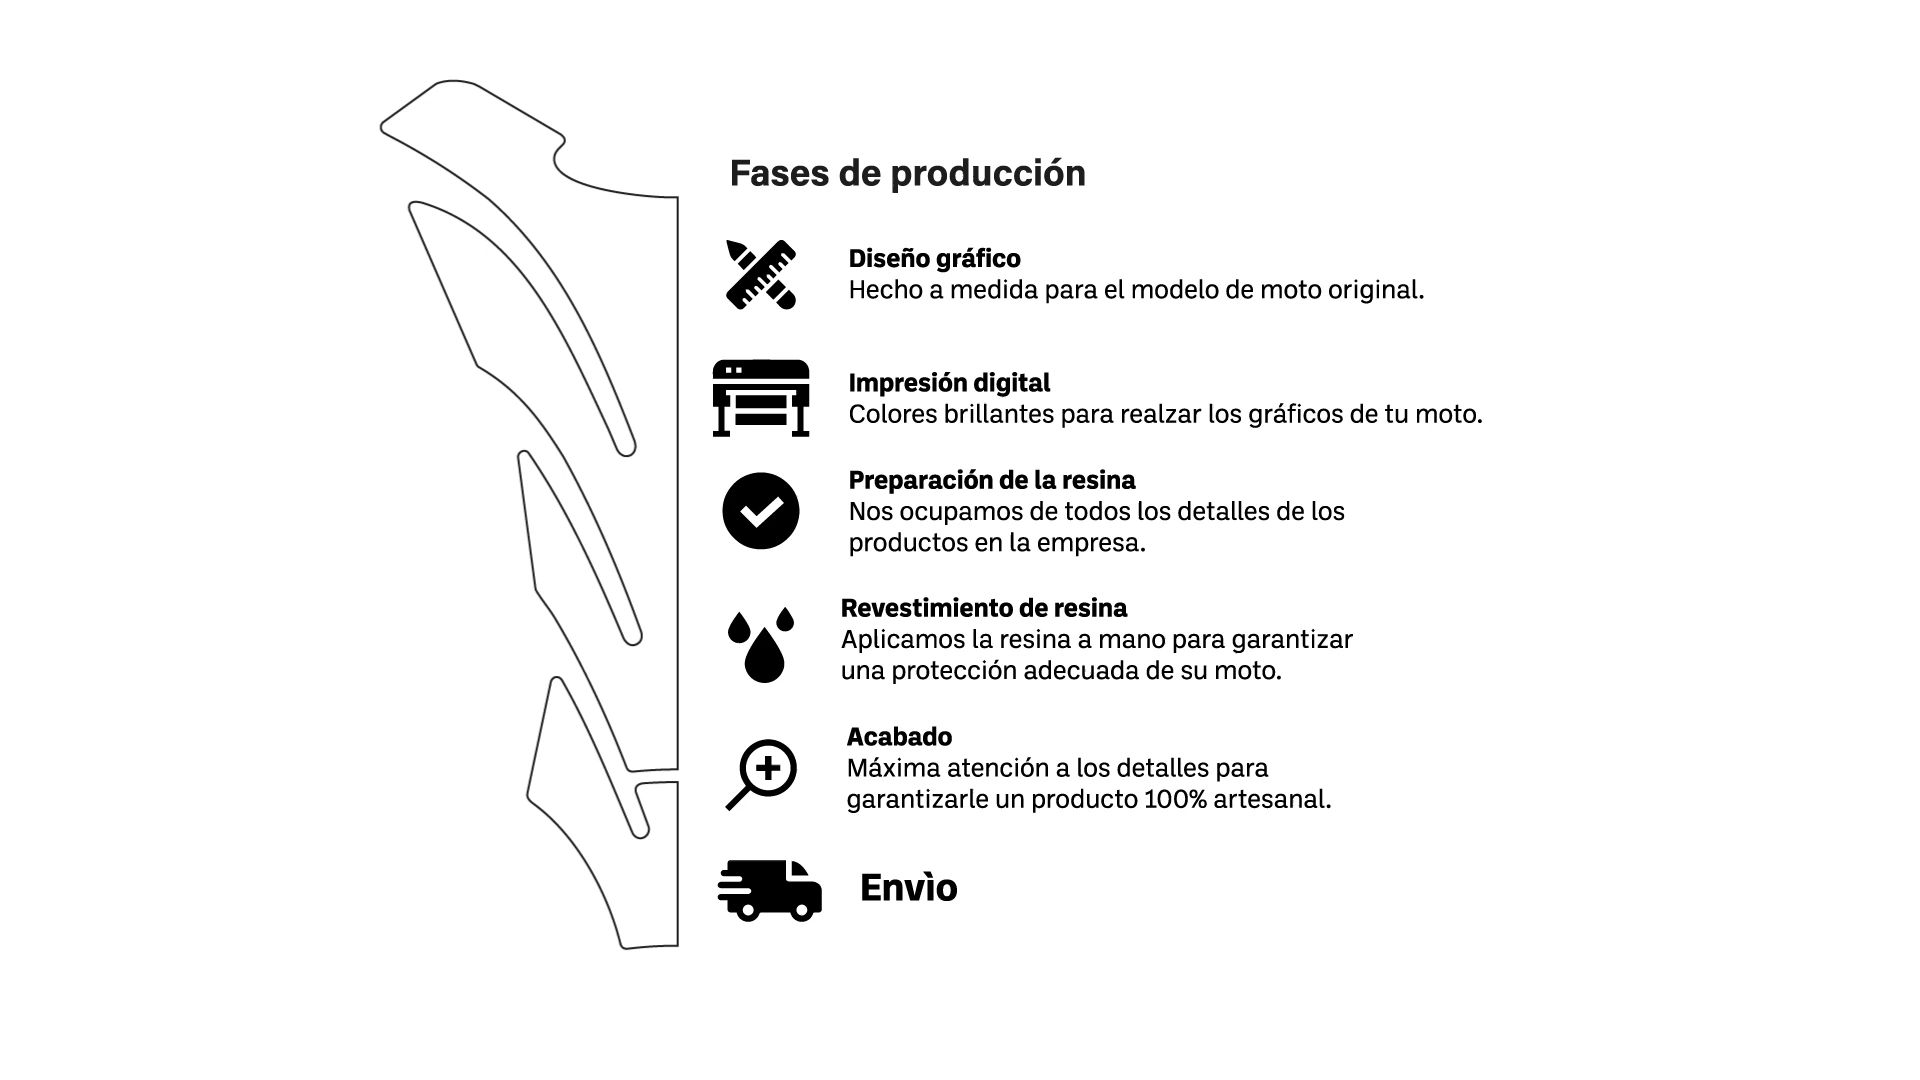 Fases de producción
Diseño gráfico
Hecho a medida para el modelo de moto original.
Impresión digital
Colores brillantes para realzar los gráficos de tu moto.
Preparación de la resina
Nos ocupamos de todos los detalles de los
productos en la empresa.
Revestimiento de resina
Aplicamos la resina a mano para garantizar
una protección adecuada de su moto.
Acabado
Máxima atención a los detalles para
garantizarle un producto 100% artesanal.
Envìo